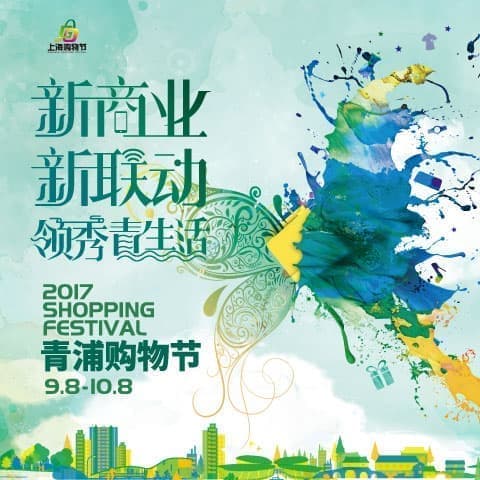 上海购物节
新商业
新联动
领秀青生活
2017
SHOPPING
FESTIVAL
青浦购物节
9.8-10.8